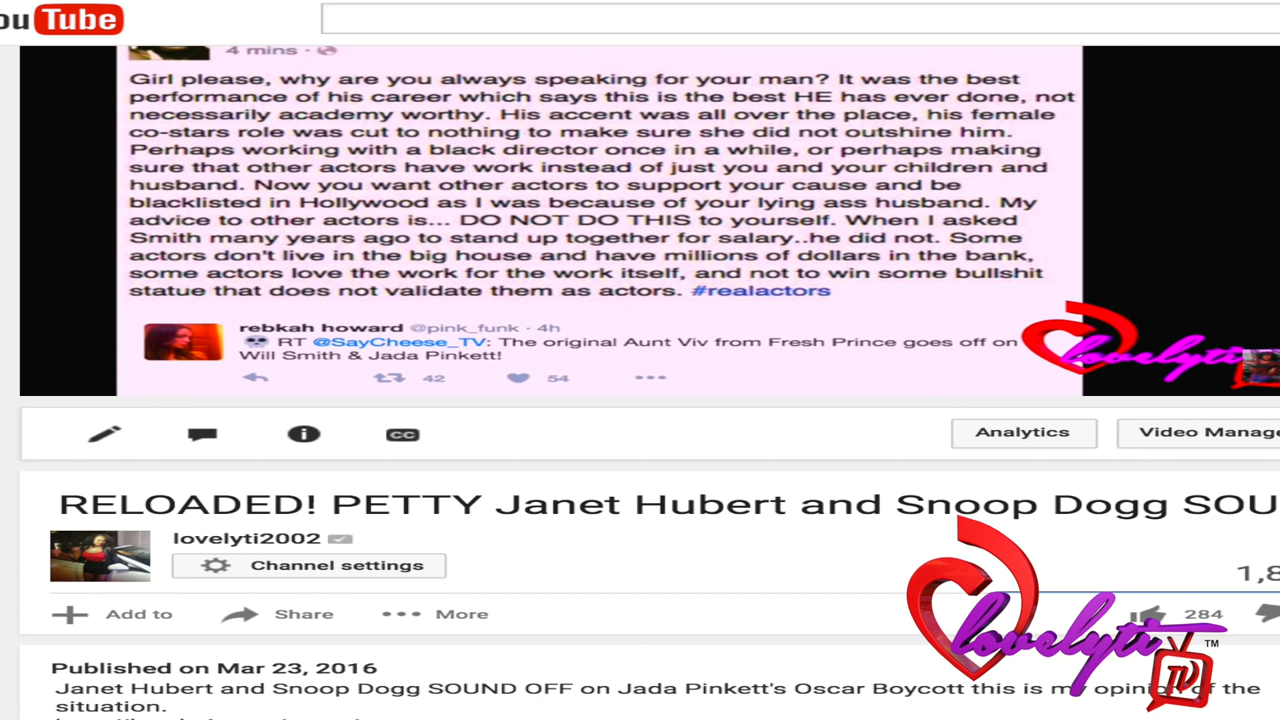 ou Tube
4 mins
Girl please, why are you always speaking for your man? It was the best
performance of his career which says this is the best HE has ever done, not
necessarily academy worthy. His accent was all over the place, his female
co-stars role was cut to nothing to make sure she did not outshine him.
Perhaps working with a black director once in a while, or perhaps making
sure that other actors have work instead of just you and your children and
husband. Now you want other actors to support your cause and be
blacklisted in Hollywood as I was because of your lying ass husband. My
advice to other actors is... DO NOT DO THIS to yourself. When I asked
Smith many years ago to stand up together for salary..he did not. Some
actors don't live in the big house and have millions of dollars in the bank,
some actors love the work for the work itself, and not to win some bullshit
statue that does not validate them as actors. #realactors
rebkah howard @pink_funk · 4h
RT @SayCheese_TV: The original Aunt Viv from Fresh Prince goes off on
Will Smith & Jada Pinkett!
lovelyti
42 54
CC
Analytics Video Manage
RELOADED! PETTY Janet Hubert and Snoop Dogg SOU
lovelyti2002
Channel settings
1,8
Add to Share More 284
lovelyti TV ™
Published on Mar 23, 2016
Janet Hubert and Snoop Dogg SOUND OFF on Jada Pinkett's Oscar Boycott this is my opinion of the
situation.